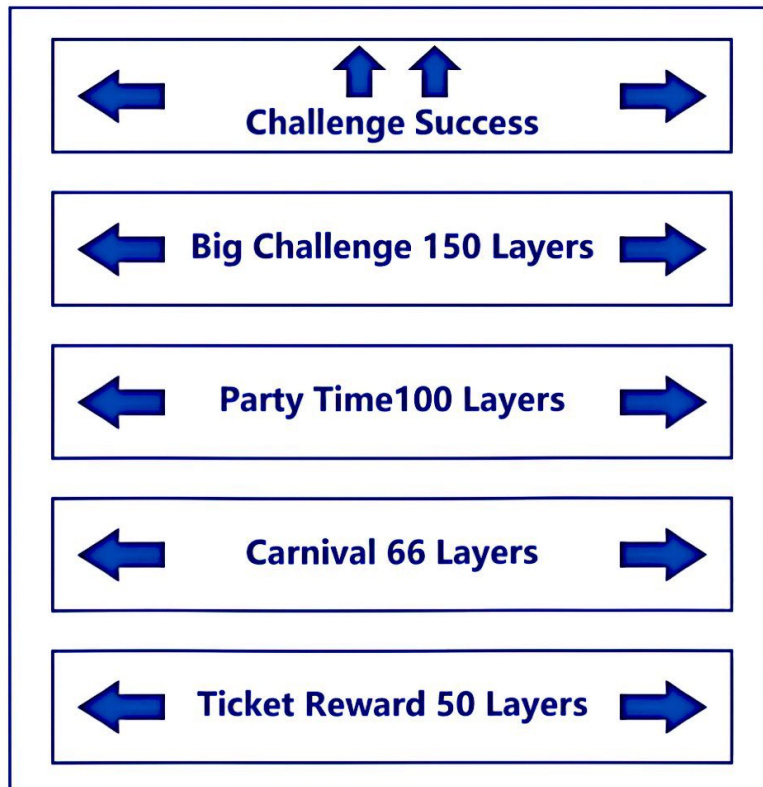 Challenge Success
Big Challenge 150 Layers
Party Time100 Layers
Carnival 66 Layers
Ticket Reward 50 Layers